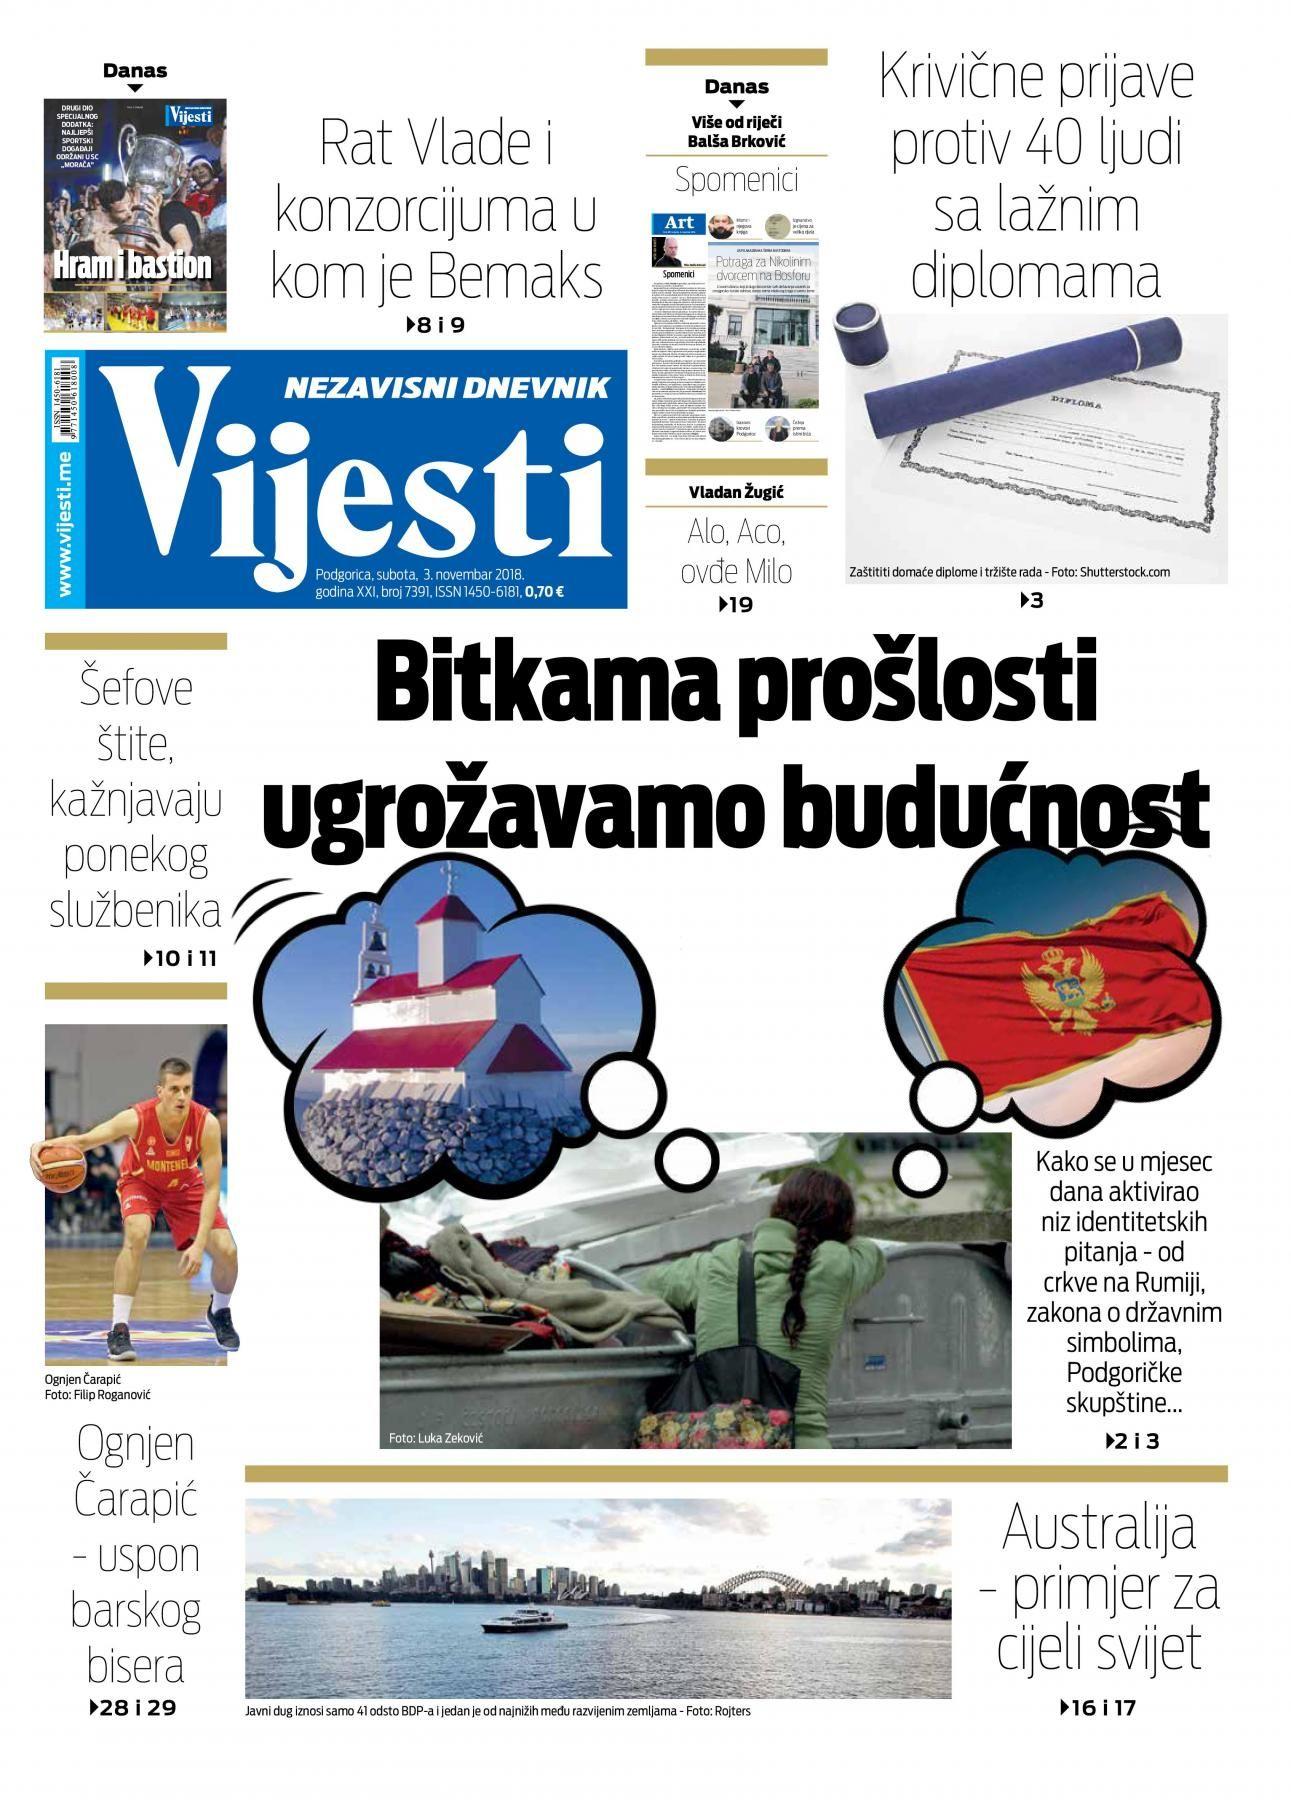 Danas
DRUGI DIO
SPECIJALNOG
DODATKA:
NAJLJEPŠI
SPORTSKI
DOGAĐAJI
ODRŽANI U SC
„MORAČA”
Vijesti
Hram i bastion
Rat Vlade i
konzorcijuma u
kom je Bemaks
8 i 9
Danas
Više od riječi
Balša Brković
Spomenici
Art
Spomenici
Potraga za Nikolinim
dvorcem na Bosforu
Vladan Žugić
Alo, Aco,
ovđe Milo
19
Krivične prijave
protiv 40 ljudi
sa lažnim
diplomama
DIPLOMA
Zaštititi domaće diplome i tržište rada - Foto: Shutterstock.com
3
www.vijesti.me
ISSN 1450-6181
9771450618008
NEZAVISNI DNEVNIK
Vijesti
Podgorica, subota, 3. novembar 2018.
godina XXI, broj 7391, ISSN 1450-6181, 0,70 €
Šefove
štite,
kažnjavaju
ponekog
službenika
10 i 11
Bitkama prošlosti
ugrožavamo budućnost
Kako se u mjesec
dana aktivirao
niz identitetskih
pitanja - od
crkve na Rumiji,
zakona o državnim
simbolima,
Podgoričke
skupštine...
2 i 3
Foto: Luka Zeković
MONTENE
4
Ognjen Čarapić
Foto: Filip Roganović
Ognjen
Čarapić
- uspon
barskog
bisera
28 i 29
Javni dug iznosi samo 41 odsto BDP-a i jedan je od najnižih među razvijenim zemljama - Foto: Rojters
Australija
- primjer za
cijeli svijet
16 i 17